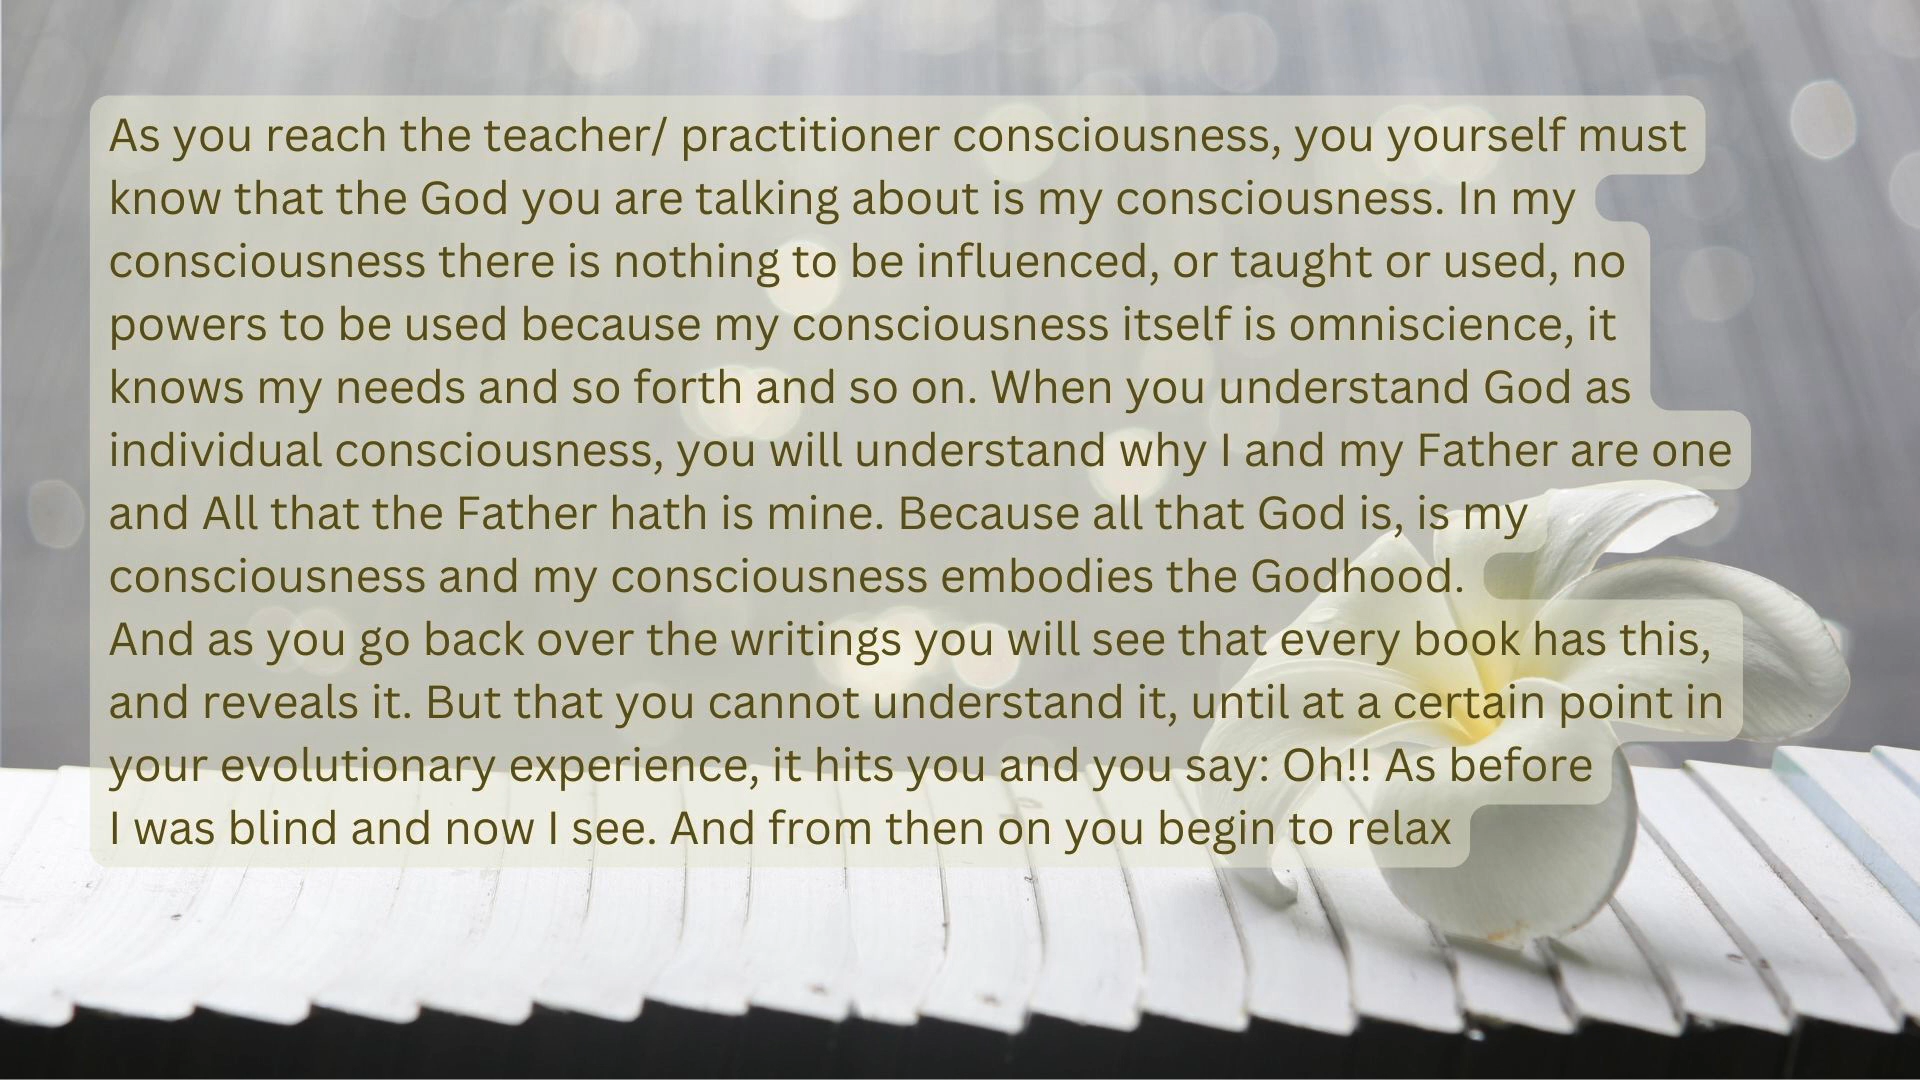 As you reach the teacher/ practitioner consciousness, you yourself must
know that the God you are talking about is my consciousness. In my
consciousness there is nothing to be influenced, or taught or used, no
powers to be used because my consciousness itself is omniscience, it
knows my needs and so forth and so on. When you understand God as
individual consciousness, you will understand why I and my Father are one
and All that the Father hath is mine. Because all that God is, is my
consciousness and my consciousness embodies the Godhood.
And as you go back over the writings you will see that every book has this,
and reveals it. But that you cannot understand it, until at a certain point in
your evolutionary experience, it hits you and you say: Oh!! As before
I was blind and now I see. And from then on you begin to relax